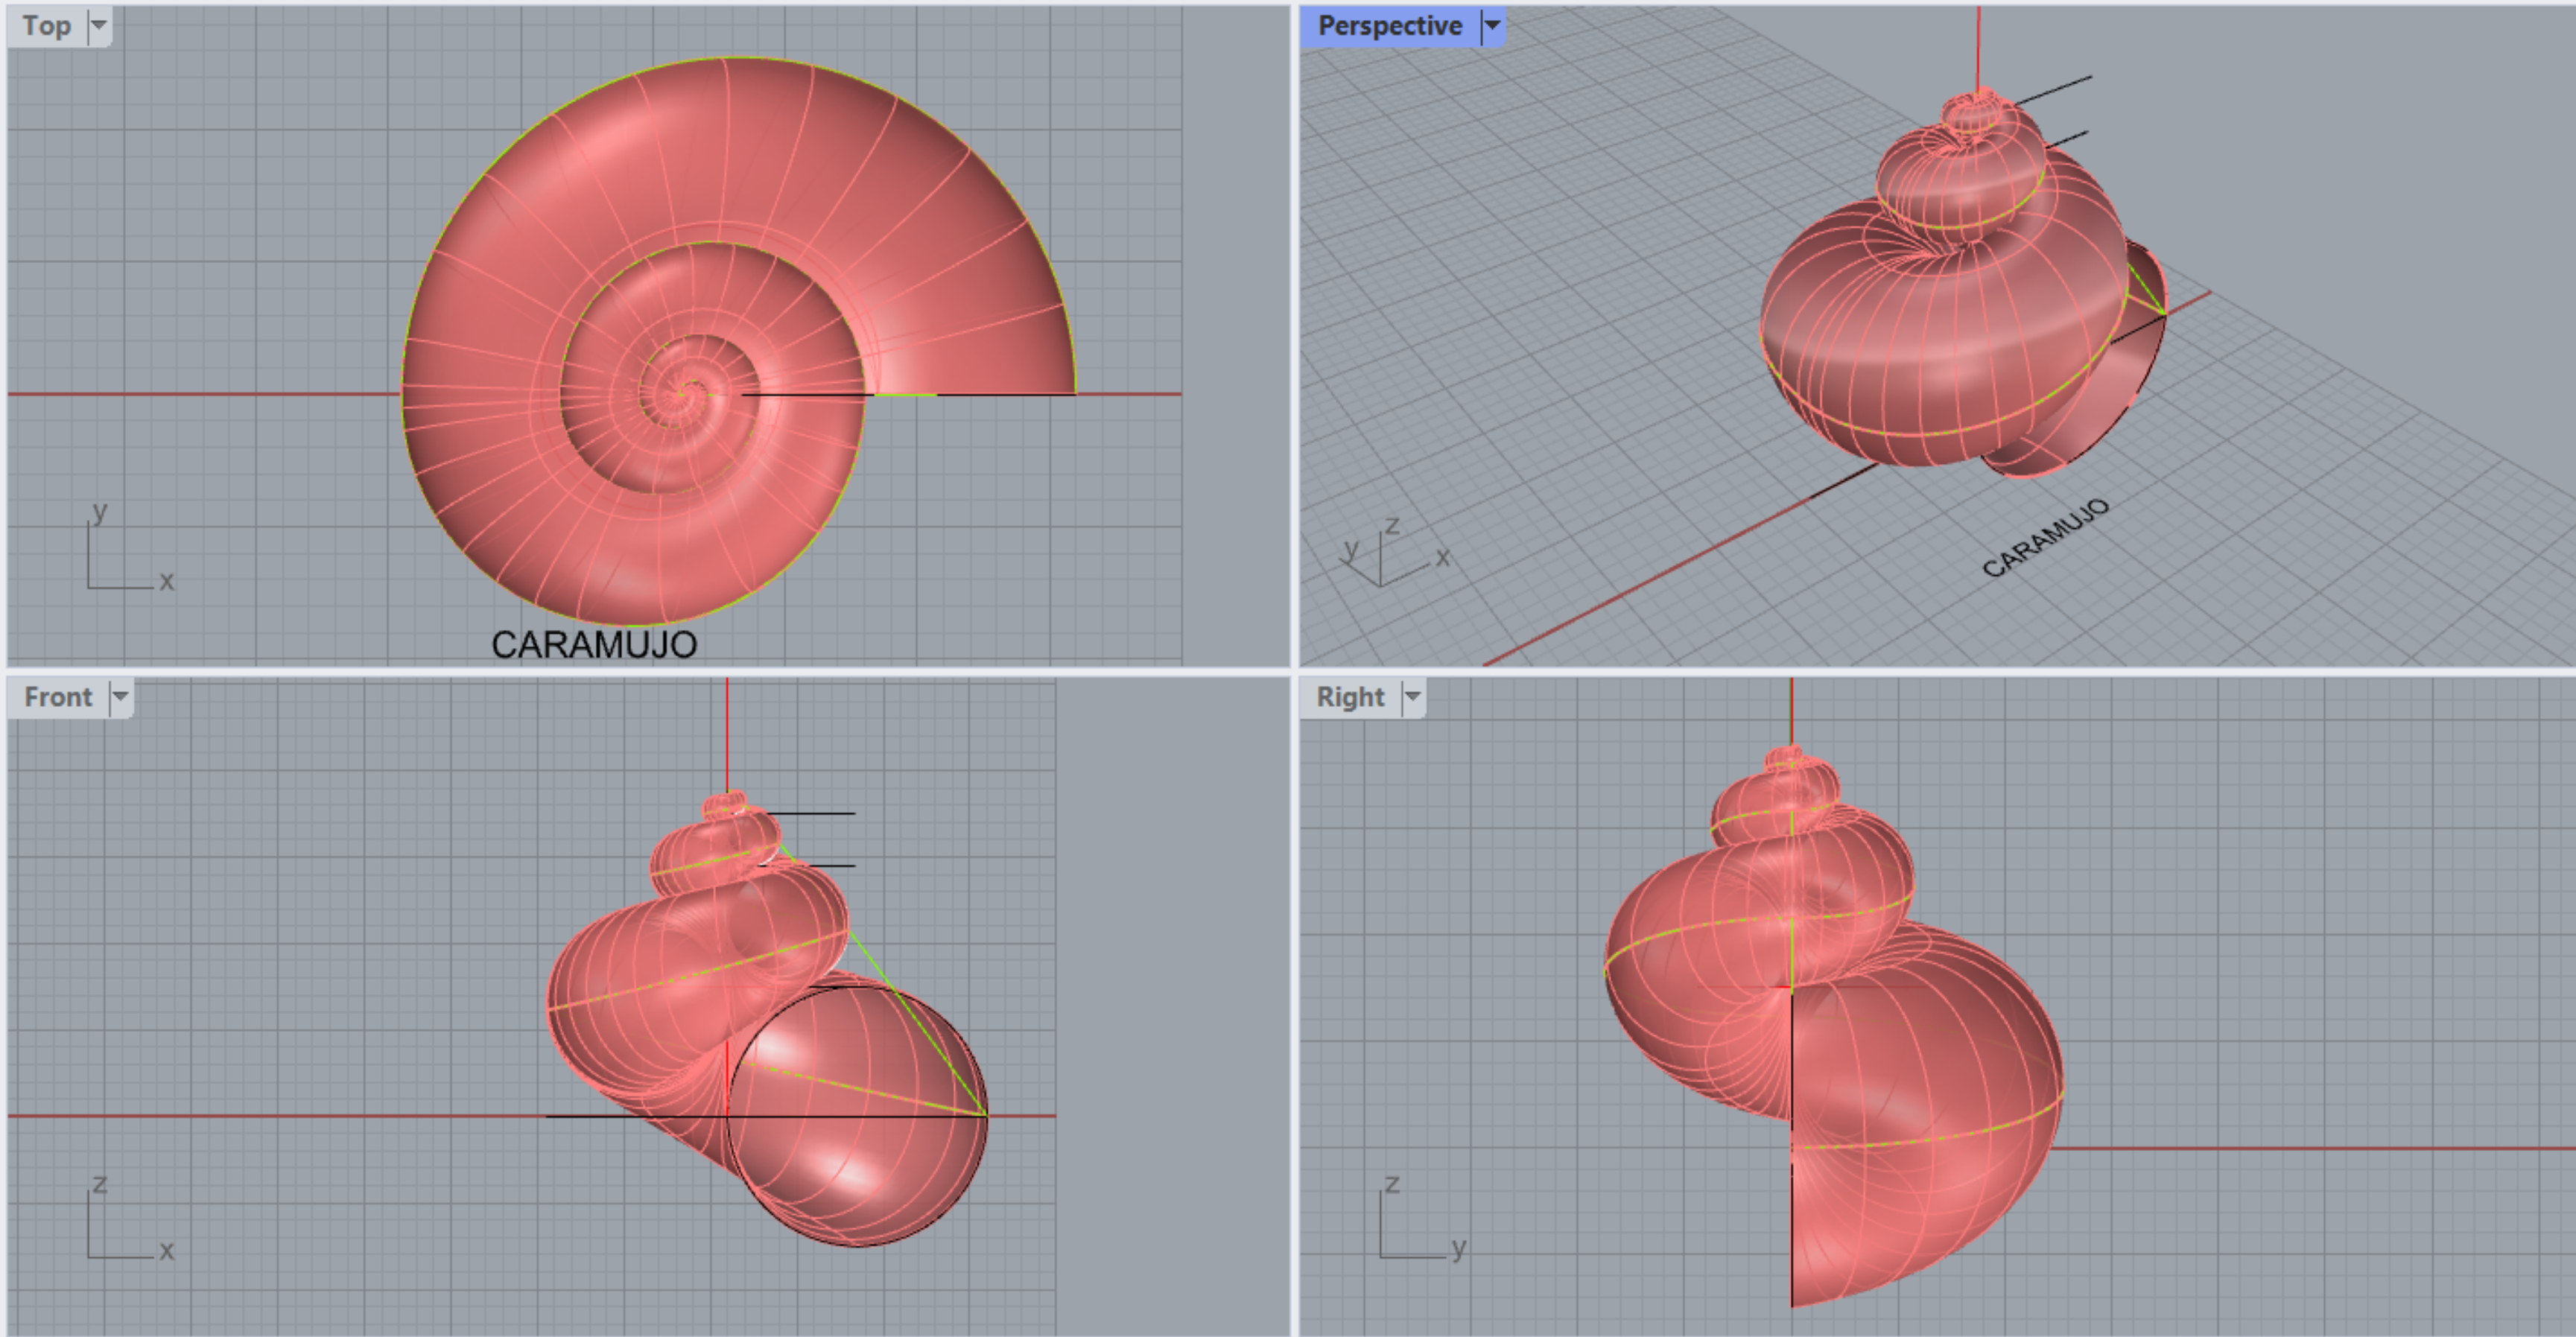 Top
Perspective
y
x
CARAMUJO
z
y
x
CARAMUJO
Front
Right
z
x
z
y